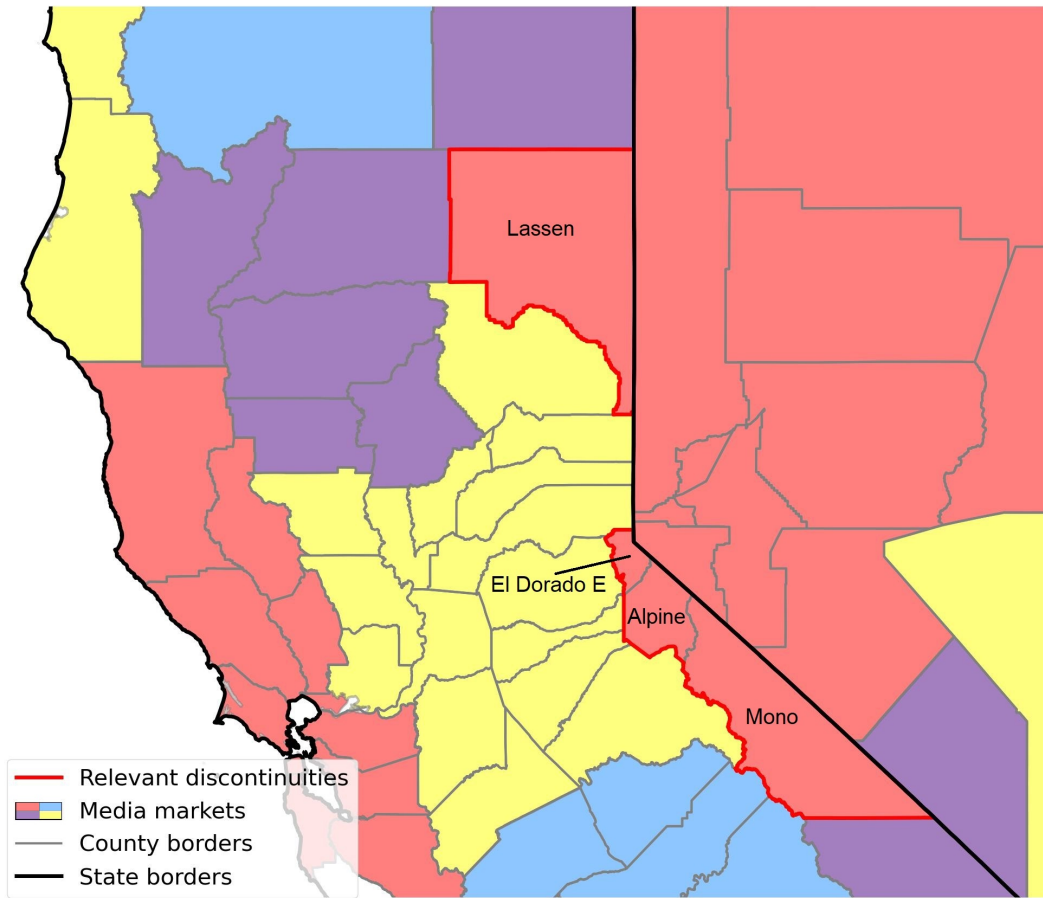 Lassen
El Dorado E
Alpine
Mono
Relevant discontinuities
Media markets
County borders
State borders